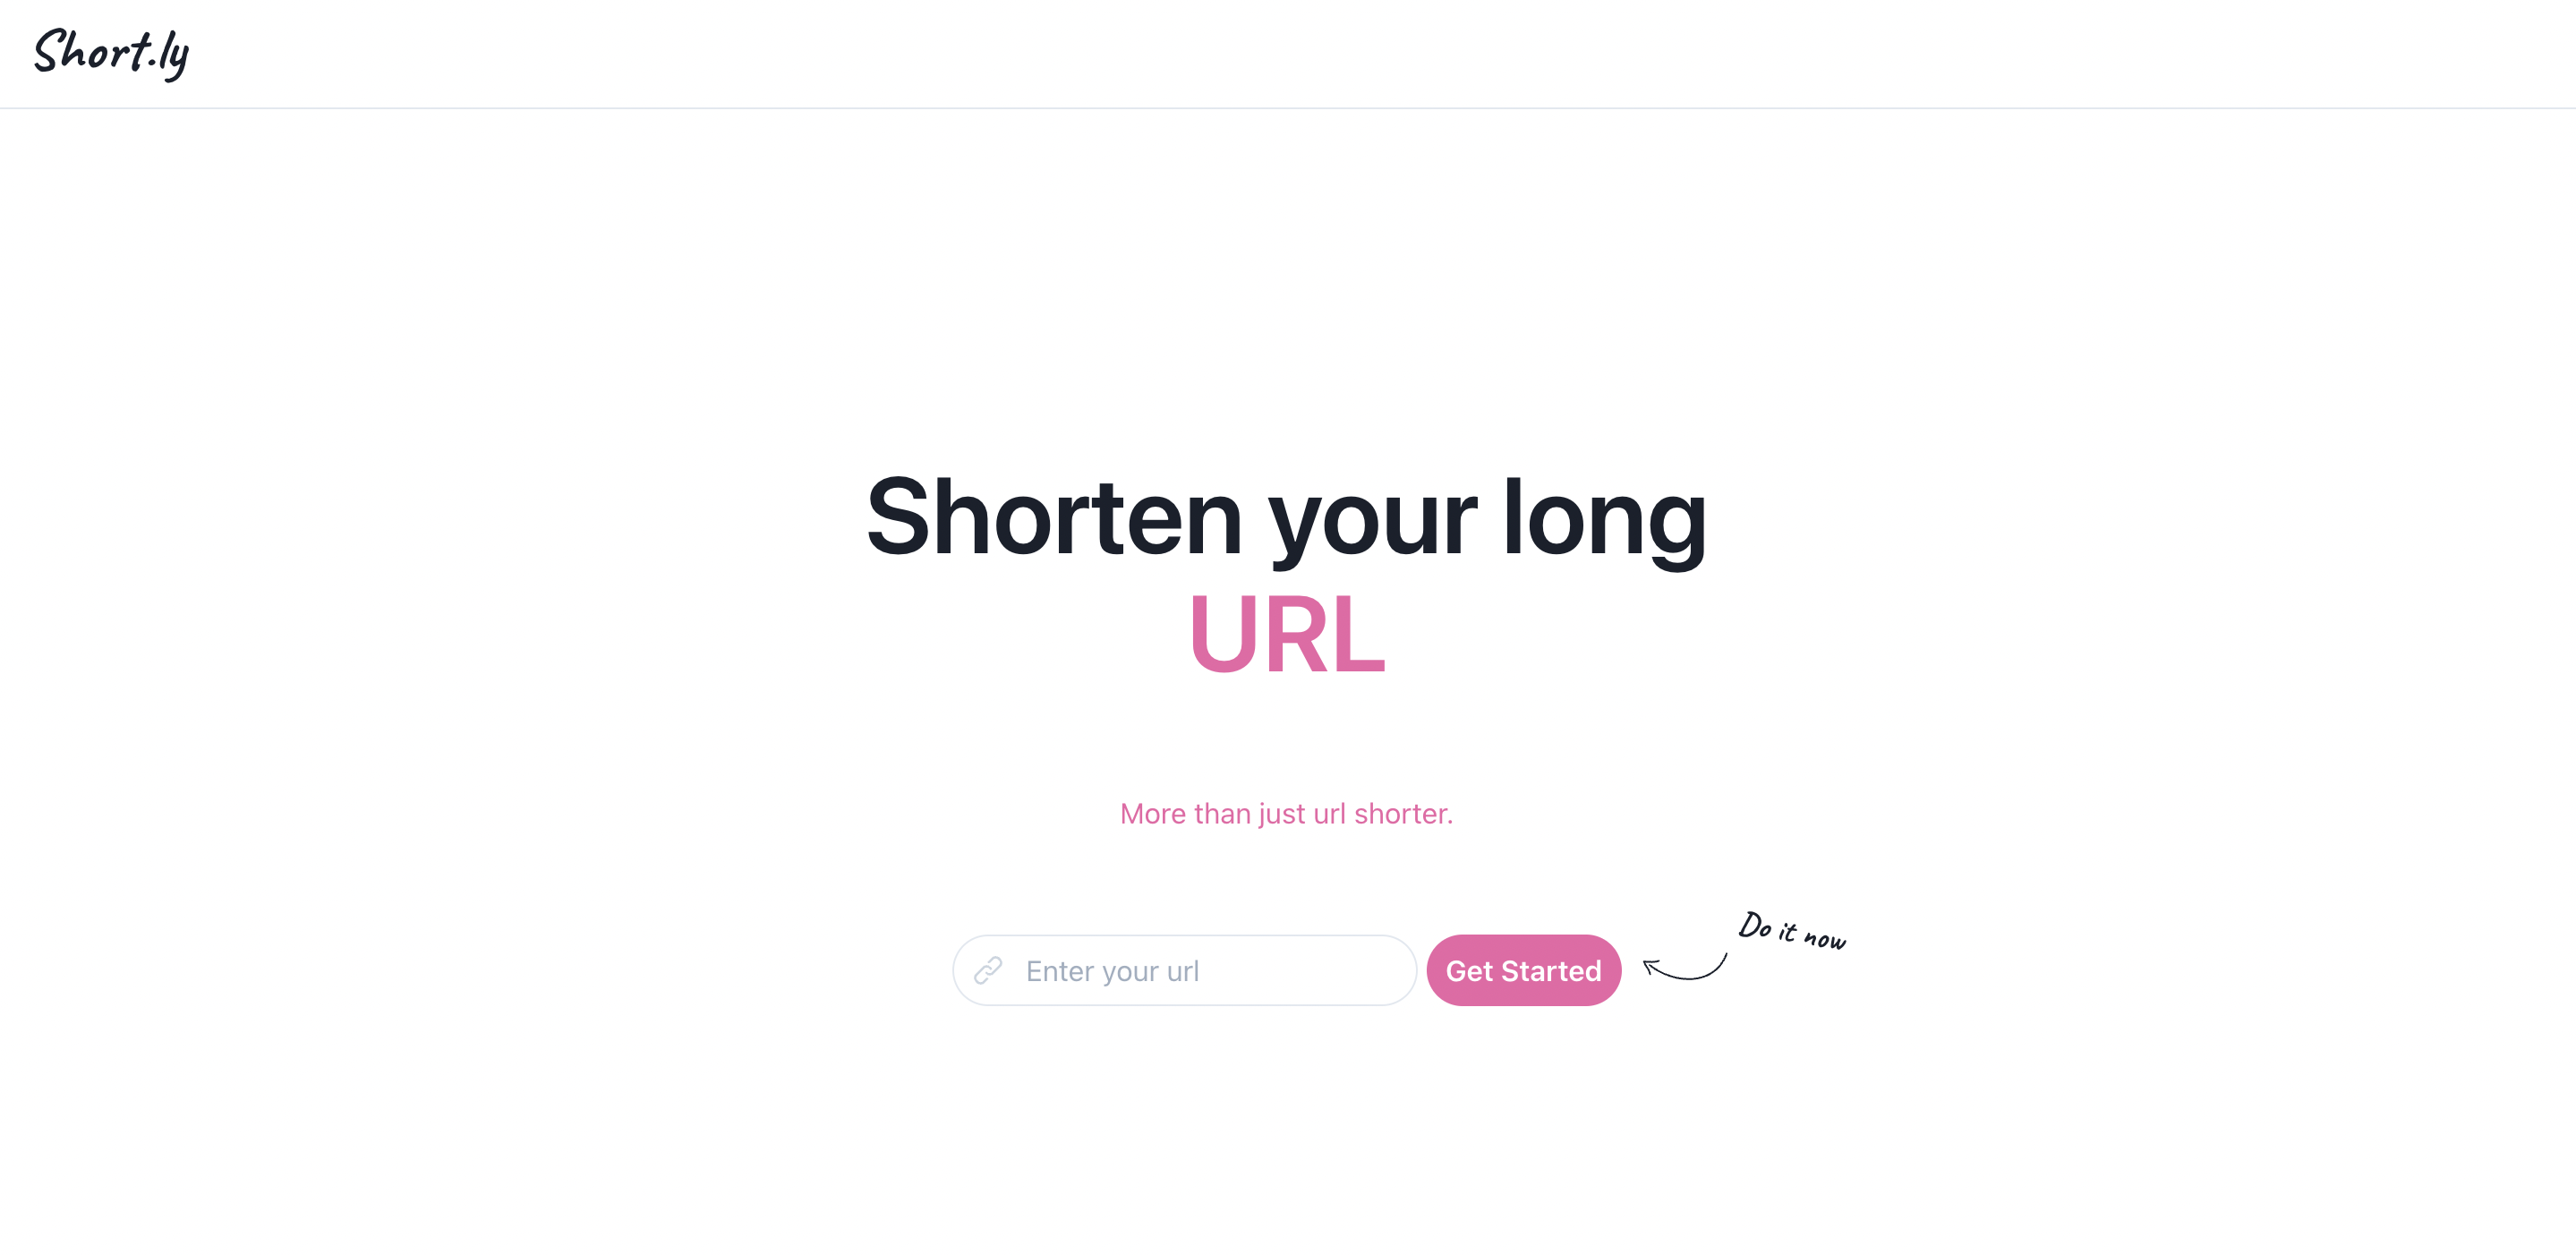 Short.ly
Shorten your long
URL
More than just url shorter.
Do it now
Enter your url
Get Started